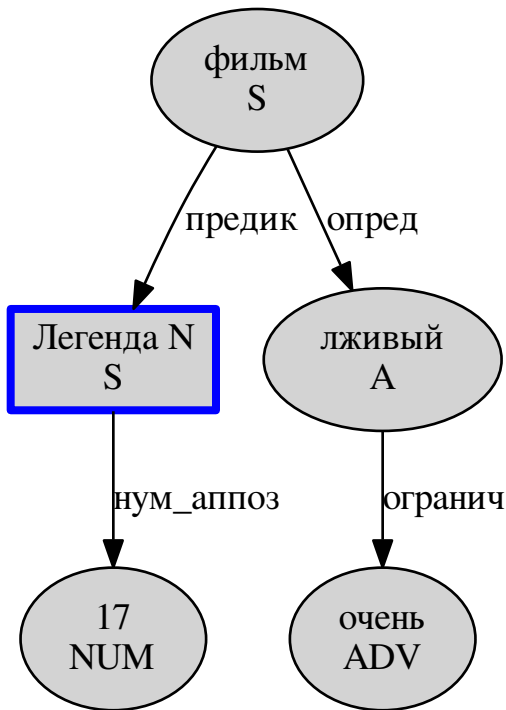 фильм
S
предик
опред
Легенда N
S
лживый
A
нум_аппоз
огранич
17
NUM
очень
ADV